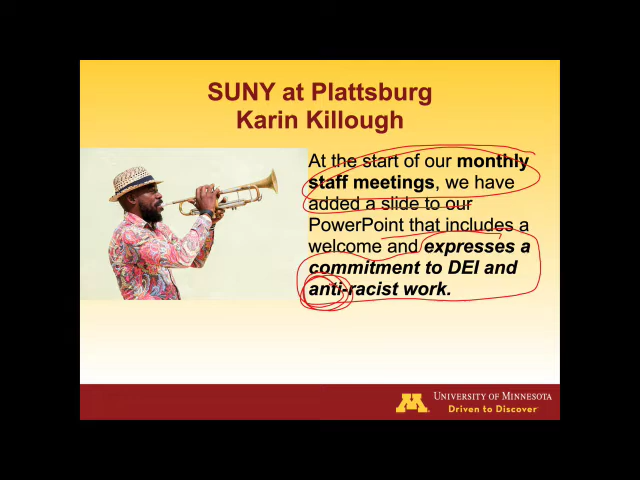 SUNY at Plattsburg
Karin Killough
At the start of our monthly
staff meetings, we have
added a slide to our
PowerPoint that includes a
welcome and expresses a
commitment to DEI and
anti-racist work.
M
UNIVERSITY OF MINNESOTA
Driven to Discover